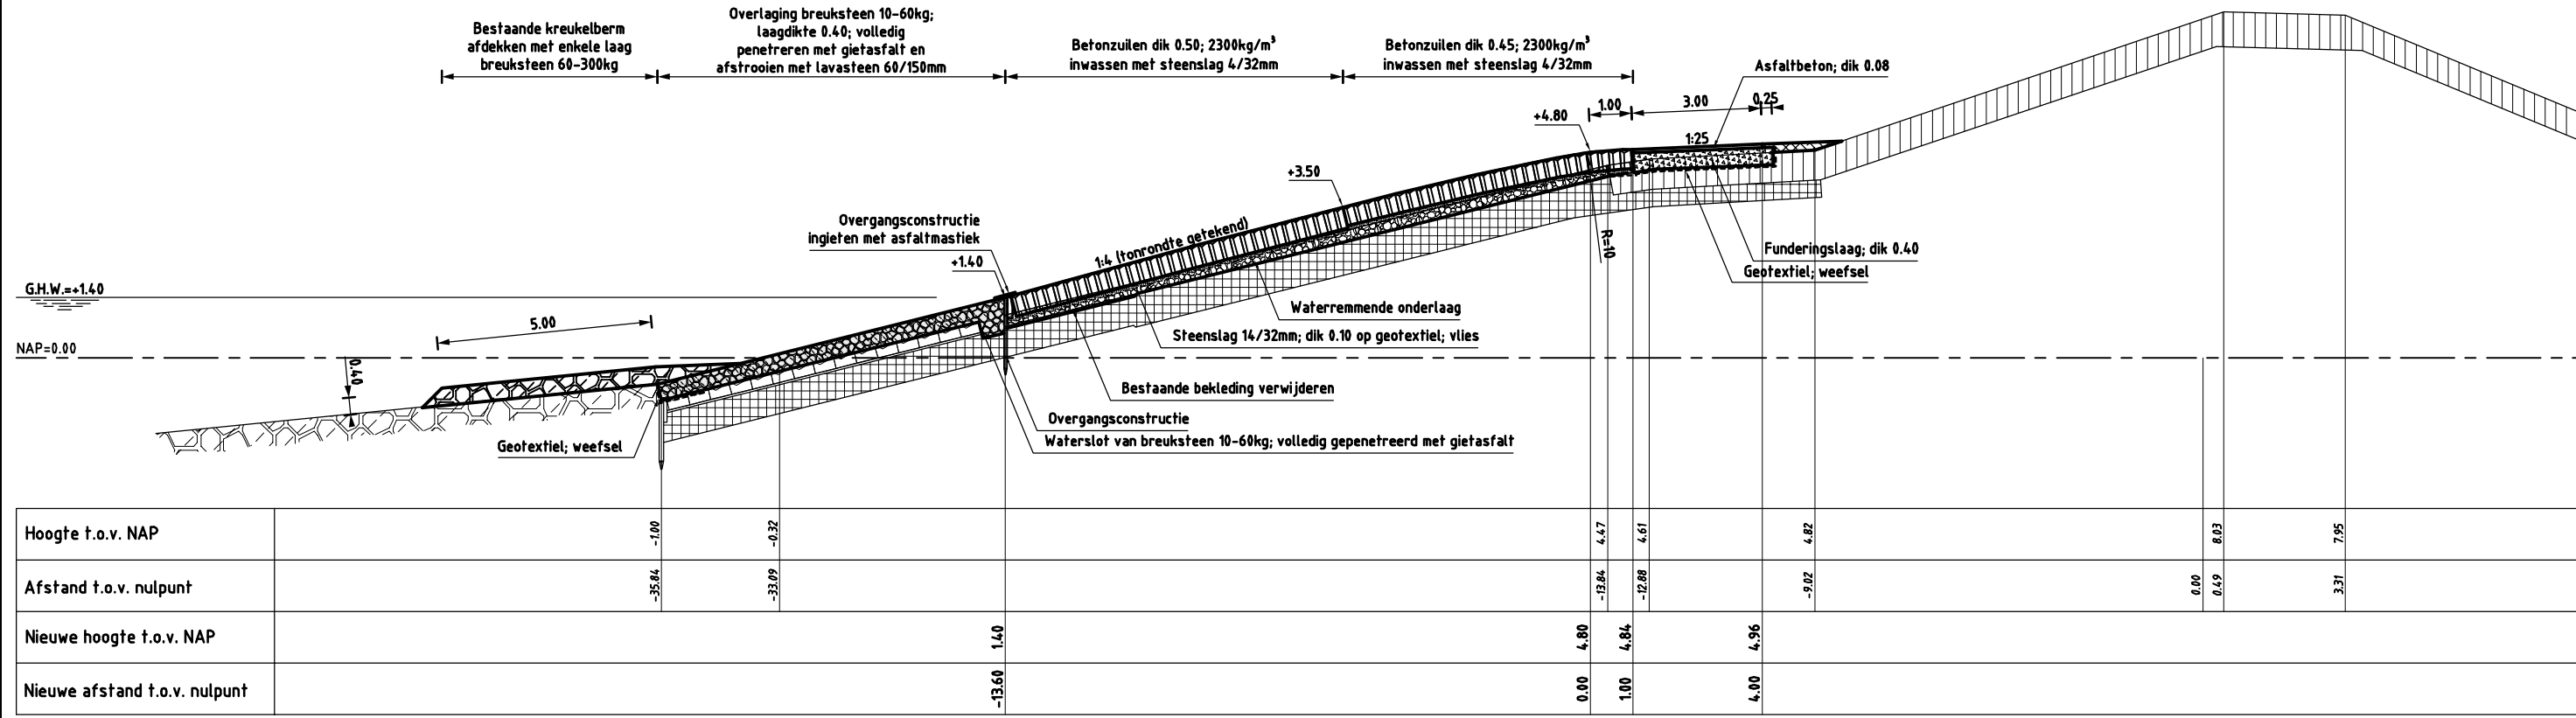 Bestaande kreukelberm
afdekken met enkele laag
breuksteen 60-300kg
Overlaging breuksteen 10-60kg;
laagdikte 0.40; volledig
penetreren met gietasfalt en
afstrooien met lavasteen 60/150mm
Betonzuilen dik 0.50; 2300kg/m³
inwassen met steenslag 4/32mm
Betonzuilen dik 0.45; 2300kg/m³
inwassen met steenslag 4/32mm
Asfaltbeton; dik 0.08
1.00
3.00
0.25
+4.80
1:25
+3.50
Overgangsconstructie
ingieten met asfaltmastiek
+1.40
1:4 (tonrondte getekend)
R=10
Funderingslaag; dik 0.40
Geotextiel; weefsel
G.H.W.=+1.40
5.00
Waterremmende onderlaag
Steenslag 14/32mm; dik 0.10 op geotextiel; vlies
NAP=0.00
0.40
Bestaande bekleding verwijderen
Overgangsconstructie
Waterslot van breuksteen 10-60kg; volledig gepenetreerd met gietasfalt
Geotextiel; weefsel
Hoogte t.o.v. NAP -1.00 -0.32 4.47 4.61 4.82 8.03 7.95
Afstand t.o.v. nulpunt -35.84 -33.09 -13.84 -12.88 -9.02 0.00 0.49 3.31
Nieuwe hoogte t.o.v. NAP 1.40 4.80 4.84 4.96
Nieuwe afstand t.o.v. nulpunt -13.60 0.00 1.00 4.00